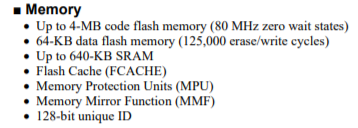 ■ Memory
• Up to 4-MB code flash memory (80 MHz zero wait states)
• 64-KB data flash memory (125,000 erase/write cycles)
• Up to 640-KB SRAM
• Flash Cache (FCACHE)
• Memory Protection Units (MPU)
• Memory Mirror Function (MMF)
• 128-bit unique ID